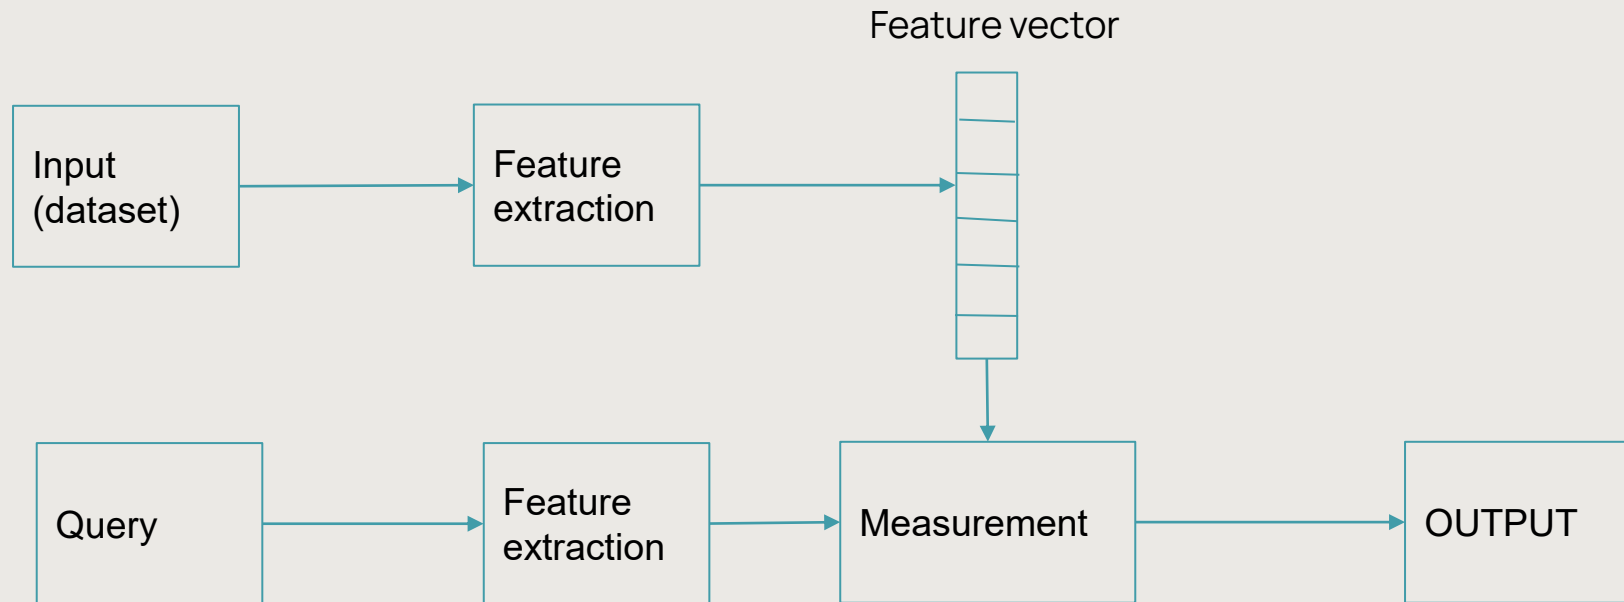 Feature vector
Input
(dataset)
Feature
extraction
Query
Feature
extraction
Measurement
OUTPUT